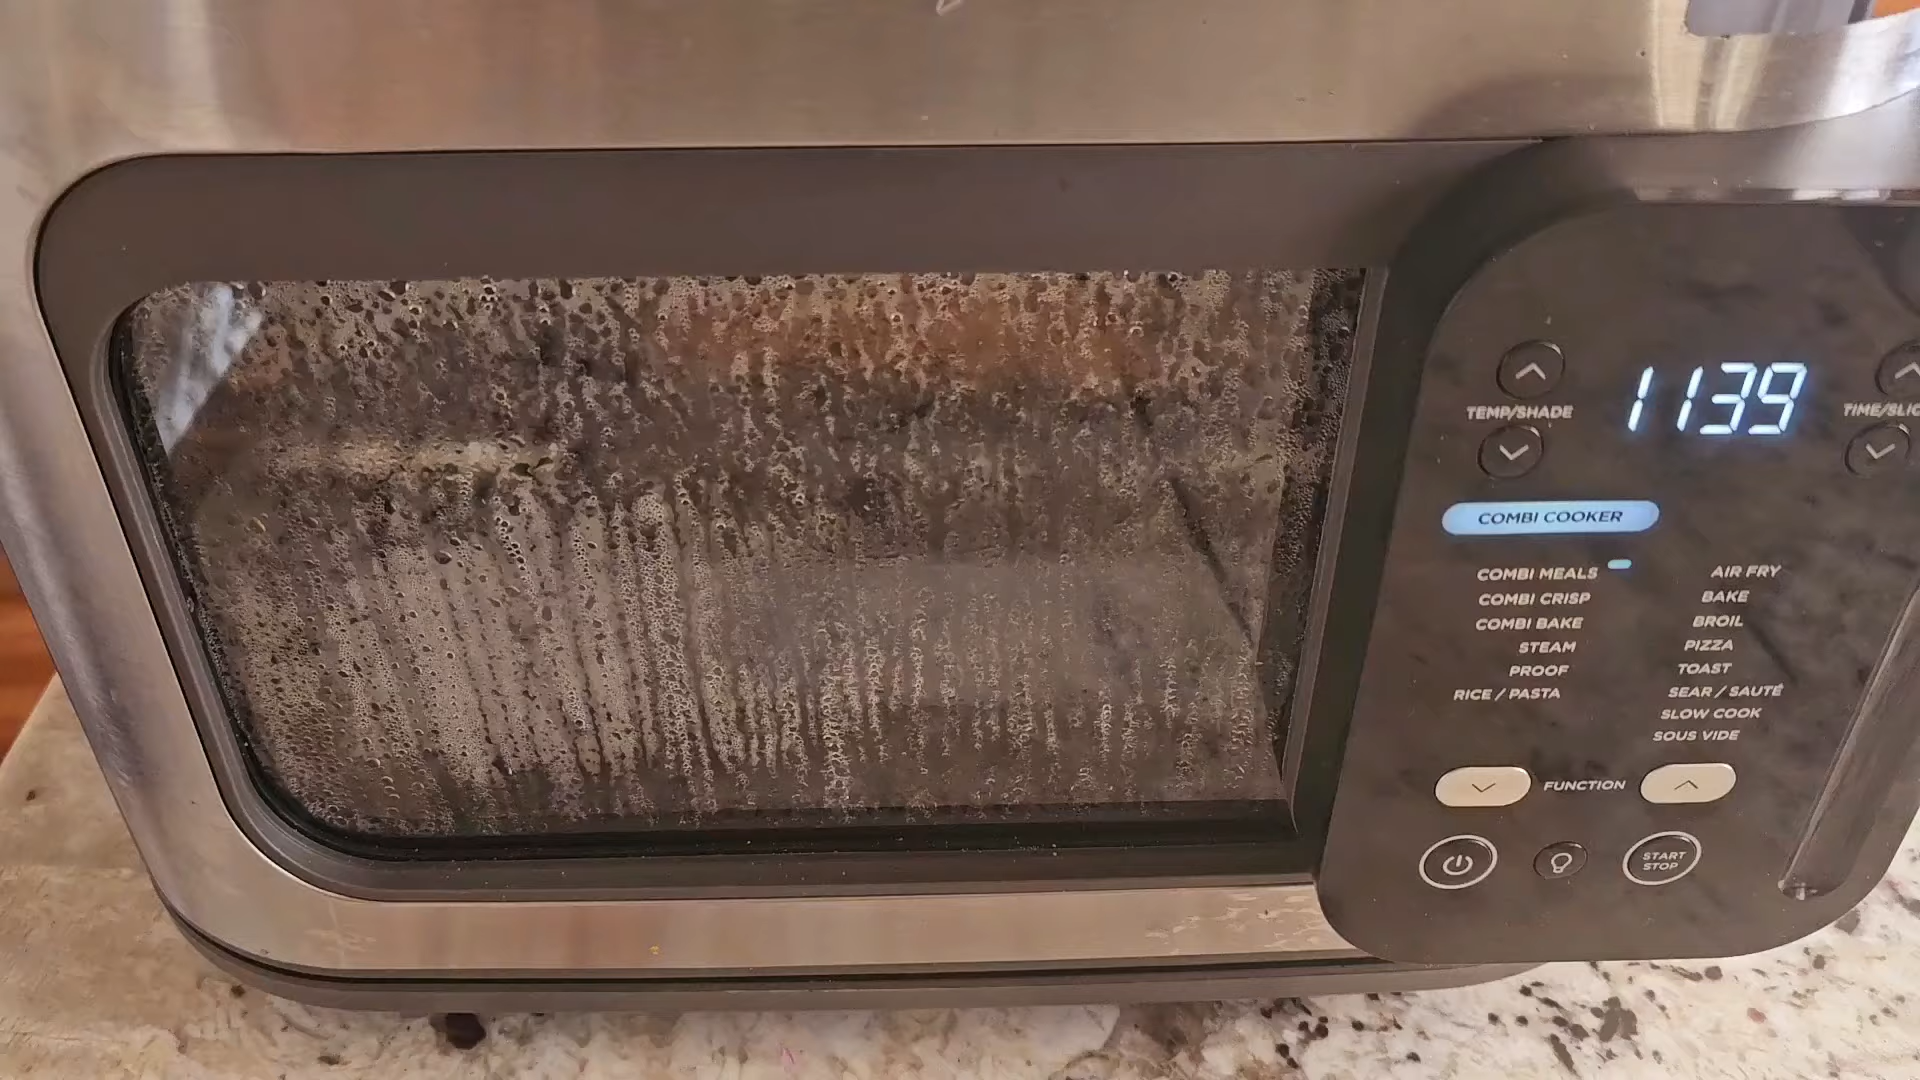 1139
TEMP/SHADE
COMBI COOKER
COMBI MEALS
COMBI CRISP
COMBI BAKE
STEAM
PROOF
RICE / PASTA
AIR FRY
BAKE
BROIL
PIZZA
TOAST
SEAR / SAUTÉ
SLOW COOK
SOUS VIDE
FUNCTION
START
STOP